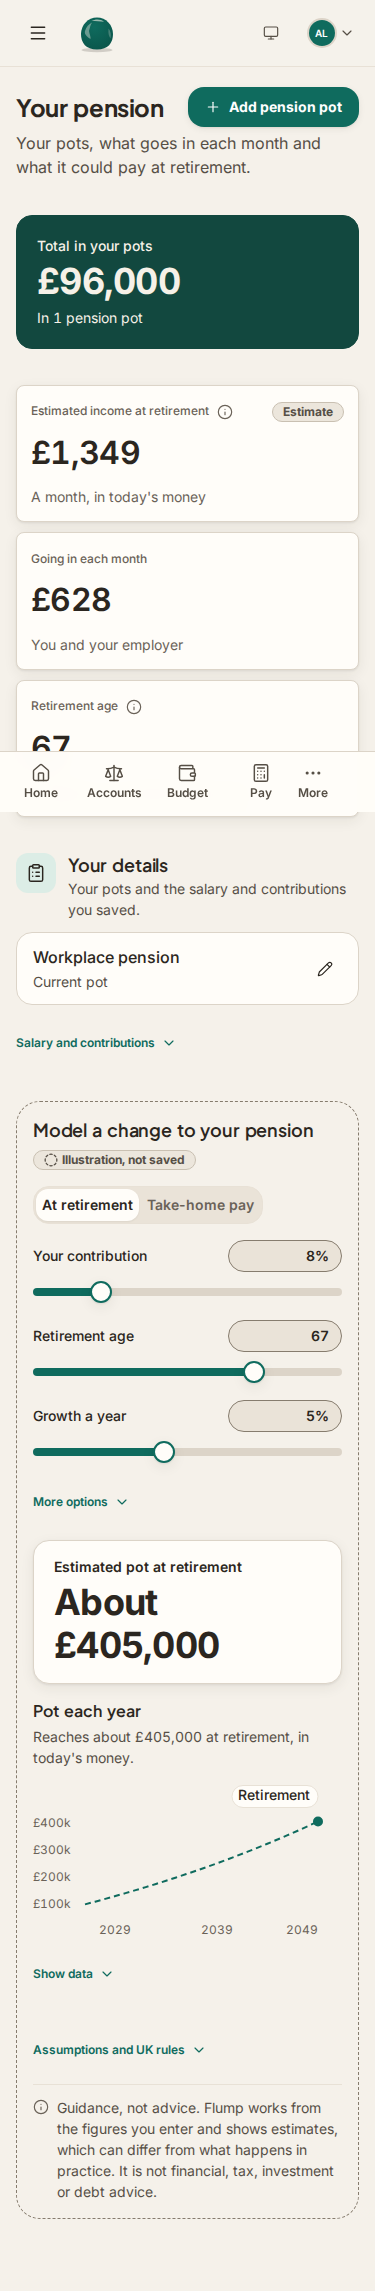 AL
Your pension
Add pension pot
Your pots, what goes in each month and
what it could pay at retirement.
Total in your pots
£96,000
In 1 pension pot
Estimated income at retirement
Estimate
£1,349
A month, in today's money
Going in each month
£628
You and your employer
Retirement age
67
Home
Accounts
Budget
Pay
More
Your details
Your pots and the salary and contributions
you saved.
Workplace pension
Current pot
Salary and contributions
Model a change to your pension
Illustration, not saved
At retirement
Take-home pay
Your contribution
8%
Retirement age
67
Growth a year
5%
More options
Estimated pot at retirement
About
£405,000
Pot each year
Reaches about £405,000 at retirement, in
today's money.
Retirement
£400k
£300k
£200k
£100k
2029
2039
2049
Show data
Assumptions and UK rules
Guidance, not advice. Flump works from
the figures you enter and shows estimates,
which can differ from what happens in
practice. It is not financial, tax, investment
or debt advice.